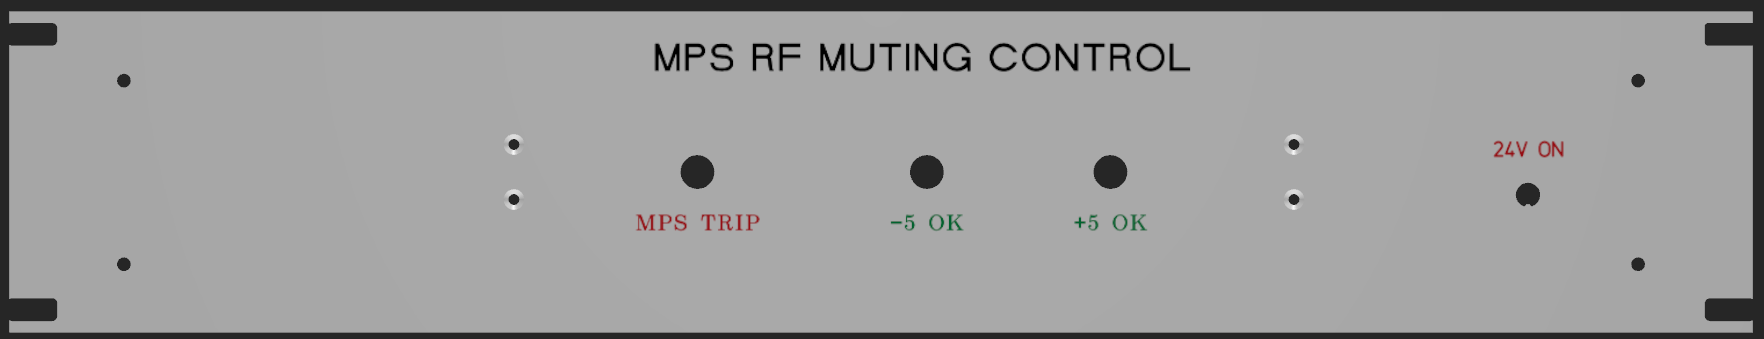 MPS RF MUTING CONTROL
24V ON
MPS TRIP
-5 OK
+5 OK